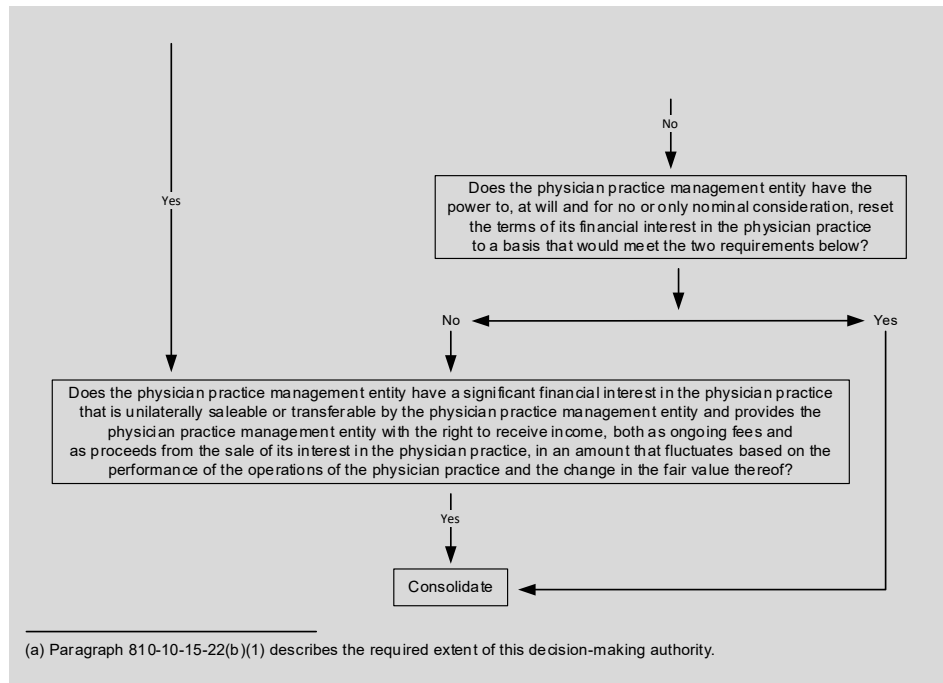 No
Yes
Does the physician practice management entity have the
power to, at will and for no or only nominal consideration, reset
the terms of its financial interest in the physician practice
to a basis that would meet the two requirements below?
No
Yes
Does the physician practice management entity have a significant financial interest in the physician practice
that is unilaterally saleable or transferable by the physician practice management entity and provides the
physician practice management entity with the right to receive income, both as ongoing fees and
as proceeds from the sale of its interest in the physician practice, in an amount that fluctuates based on the
performance of the operations of the physician practice and the change in the fair value thereof?
Yes
Consolidate
(a) Paragraph 810-10-15-22(b)(1) describes the required extent of this decision-making authority.